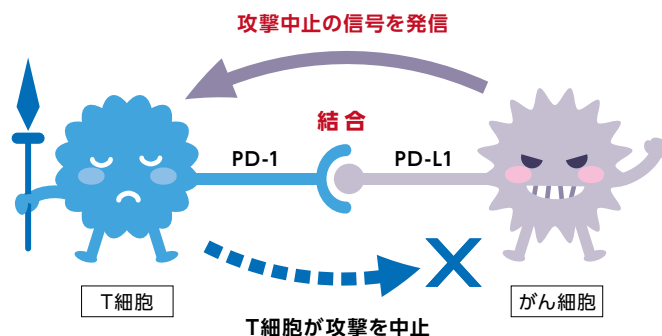 攻撃中止の信号を発信
結合
PD-1
PD-L1
T細胞
がん細胞
T細胞が攻撃を中止